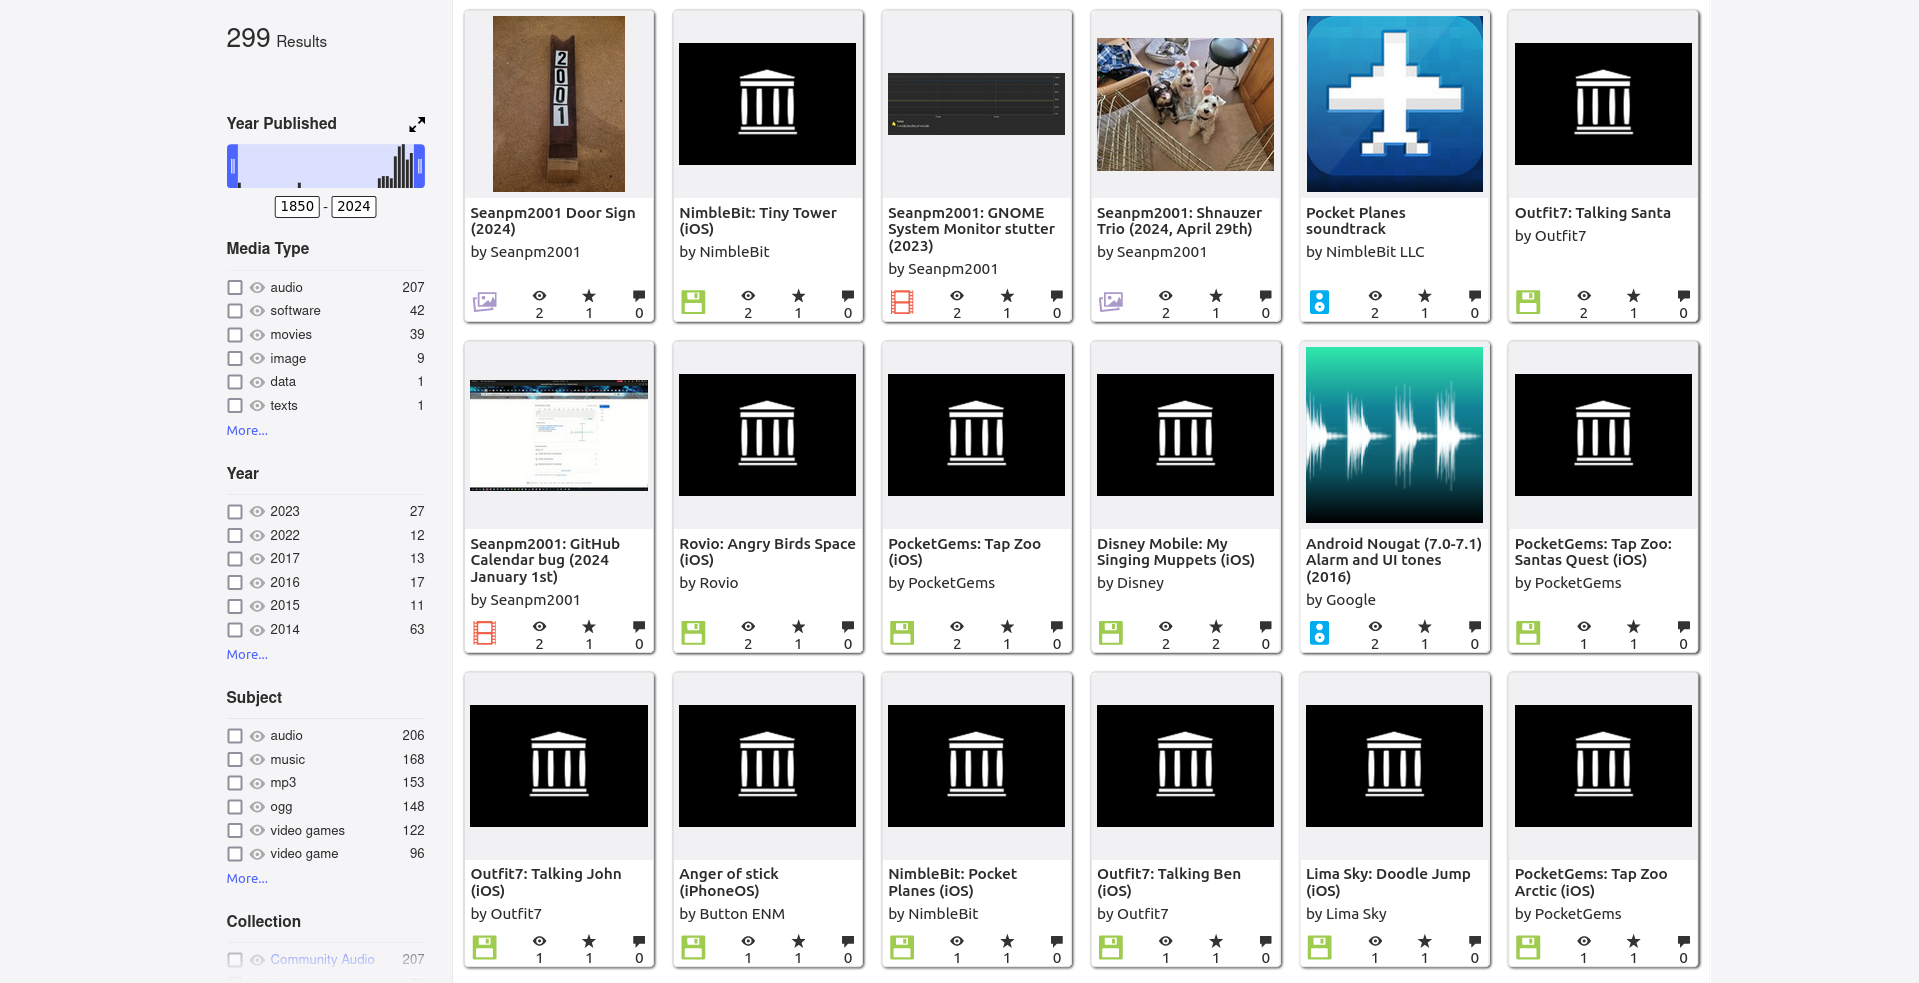 299 Results
Year Published
1850 - 2024
Media Type
audio 207
software 42
movies 39
image 9
data 1
texts 1
More...
Year
2023 27
2022 12
2017 13
2016 17
2015 11
2014 63
More...
Subject
audio 206
music 168
mp3 153
ogg 148
video games 122
video game 96
More...
Collection
Community Audio 207
2001
Seanpm2001 Door Sign
(2024)
by Seanpm2001
2 1 0
NimbleBit: Tiny Tower
(iOS)
by NimbleBit
2 1 0
Seanpm2001: GNOME
System Monitor stutter
(2023)
by Seanpm2001
2 1 0
Seanpm2001: Shnauzer
Trio (2024, April 29th)
by Seanpm2001
2 1 0
Pocket Planes
soundtrack
by NimbleBit LLC
2 1 0
Outfit7: Talking Santa
by Outfit7
2 1 0
Seanpm2001: GitHub
Calendar bug (2024
January 1st)
by Seanpm2001
2 1 0
Rovio: Angry Birds Space
(iOS)
by Rovio
2 1 0
PocketGems: Tap Zoo
(iOS)
by PocketGems
2 1 0
Disney Mobile: My
Singing Muppets (iOS)
by Disney
2 2 0
Android Nougat (7.0-7.1)
Alarm and UI tones
(2016)
by Google
2 1 0
PocketGems: Tap Zoo:
Santas Quest (iOS)
by PocketGems
1 1 0
Outfit7: Talking John
(iOS)
by Outfit7
1 1 0
Anger of stick
(iPhoneOS)
by Button ENM
1 1 0
NimbleBit: Pocket
Planes (iOS)
by NimbleBit
1 1 0
Outfit7: Talking Ben
(iOS)
by Outfit7
1 1 0
Lima Sky: Doodle Jump
(iOS)
by Lima Sky
1 1 0
PocketGems: Tap Zoo
Arctic (iOS)
by PocketGems
1 1 0